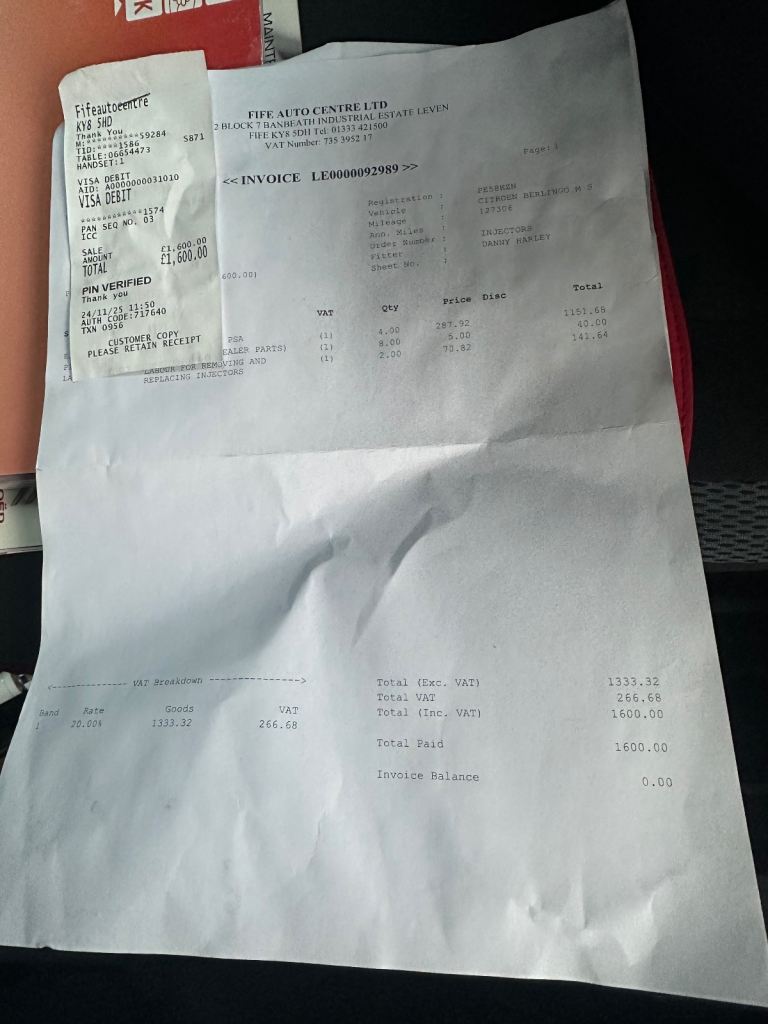 MAINT
Fifeautocentre
KY8 5HD
Thank You
M:**********59284 S871
TID:****1586
TABLE:06654473
HANDSET:1
VISA DEBIT
AID: A0000000031010
VISA DEBIT
************1574
PAN SEQ NO. 03
ICC
SALE
AMOUNT £1,600.00
TOTAL £1,600.00
PIN VERIFIED
Thank you
24/11/25 11:50
AUTH CODE:717640
TXN 0956
CUSTOMER COPY
PLEASE RETAIN RECEIPT
FIFE AUTO CENTRE LTD
2 BLOCK 7 BANBEATH INDUSTRIAL ESTATE LEVEN
FIFE KY8 5DH Tel: 01333 421500
VAT Number: 735 3952 17
Page: 1
<< INVOICE LE0000092989 >>
Registration : PE58KZN
Vehicle : CITROEN BERLINGO M S
Mileage : 127306
Ann. Miles :
Order Number : INJECTORS
Fitter : DANNY HARLEY
Sheet No. :
600.00)
VAT Qty Price Disc Total
PSA (1) 4.00 287.92 1151.68
EALER PARTS) (1) 8.00 5.00 40.00
LABOUR FOR REMOVING AND (1) 2.00 70.82 141.64
REPLACING INJECTORS
<-------------- VAT Breakdown -------------->
Band Rate Goods VAT
1 20.00% 1333.32 266.68
Total (Exc. VAT) 1333.32
Total VAT 266.68
Total (Inc. VAT) 1600.00
Total Paid 1600.00
Invoice Balance 0.00